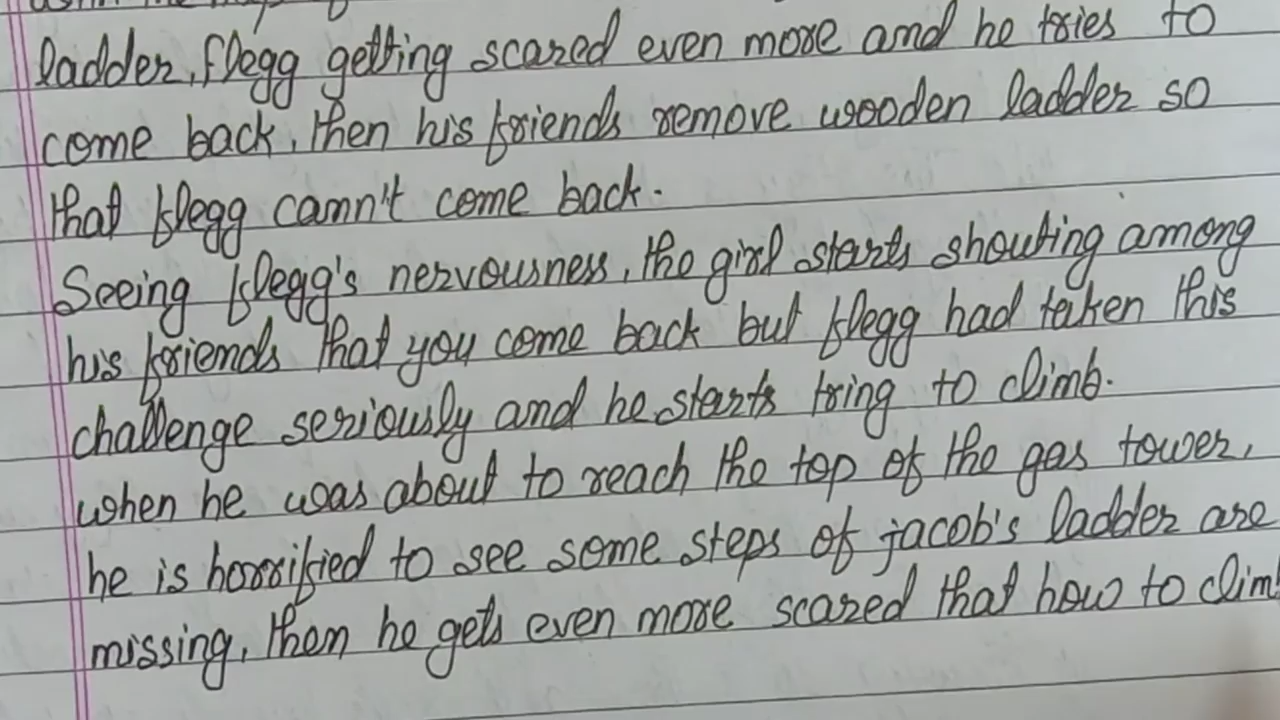 ladder, flegg getting scared even more and he tries to
come back, then his friends remove wooden ladder so
that flegg cann't come back.
Seeing flegg's nervousness, the girl starts shouting among
his friends that you come back but flegg had taken this
challenge seriously and he starts tring to climb.
when he was about to reach the top of the gas tower,
he is horrified to see some steps of jacob's ladder are
missing, then he gets even more scared that how to climb